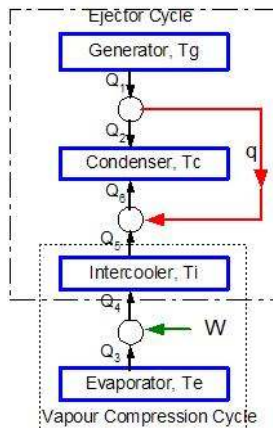 Ejector Cycle
Generator, Tg
Q1
Q2
Condenser, Tc
q
Q6
Q5
Intercooler, Ti
Q4
W
Q3
Evaporator, Te
Vapour Compression Cycle